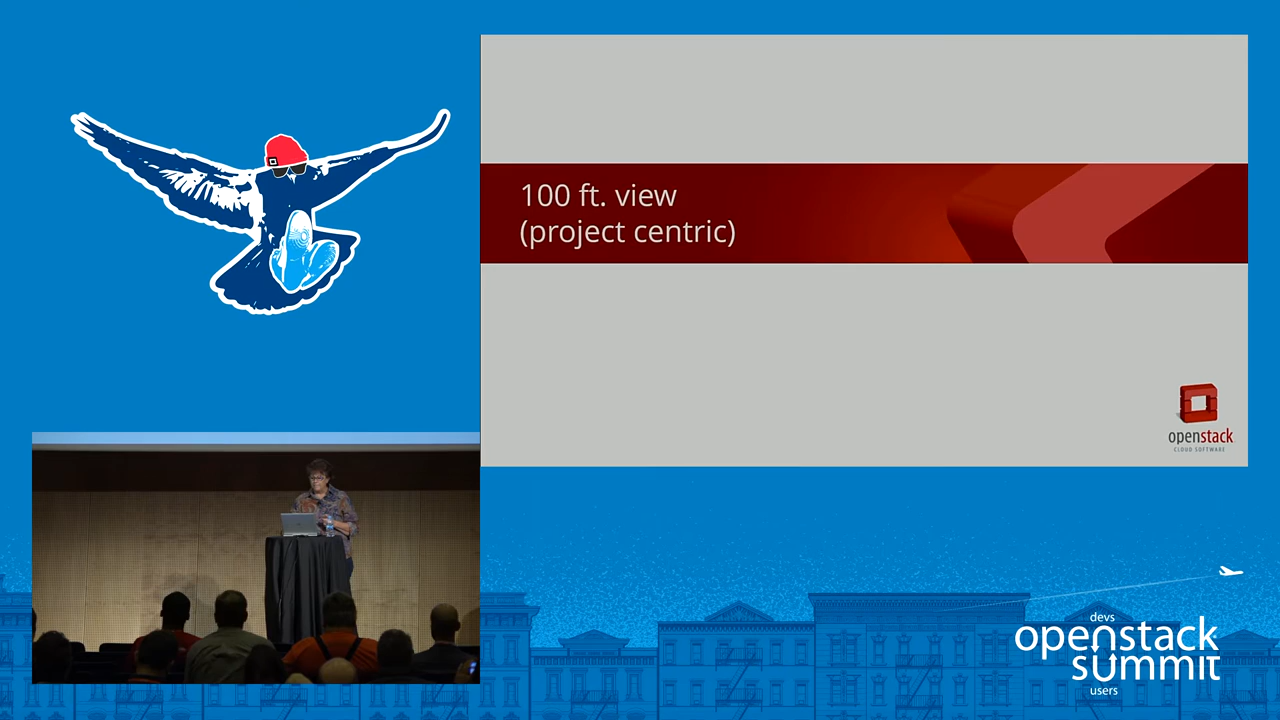 100 ft. view
(project centric)
openstack
CLOUD SOFTWARE
devs
openstack
summit
users